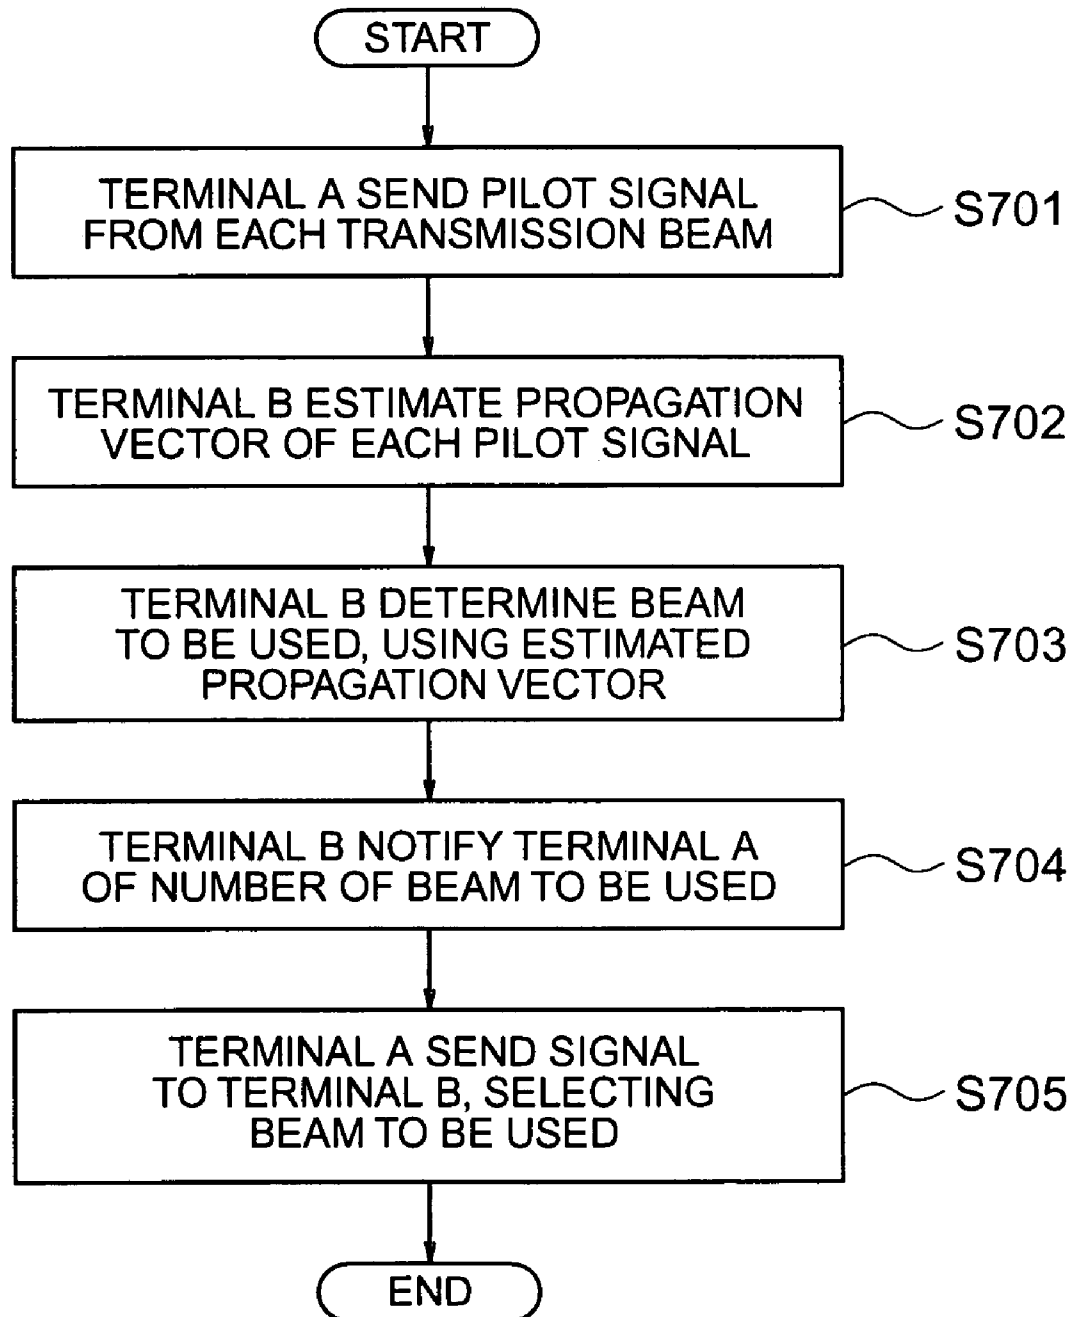 START
TERMINAL A SEND PILOT SIGNAL
FROM EACH TRANSMISSION BEAM
S701
TERMINAL B ESTIMATE PROPAGATION
VECTOR OF EACH PILOT SIGNAL
S702
TERMINAL B DETERMINE BEAM
TO BE USED, USING ESTIMATED
PROPAGATION VECTOR
S703
TERMINAL B NOTIFY TERMINAL A
OF NUMBER OF BEAM TO BE USED
S704
TERMINAL A SEND SIGNAL
TO TERMINAL B, SELECTING
BEAM TO BE USED
S705
END